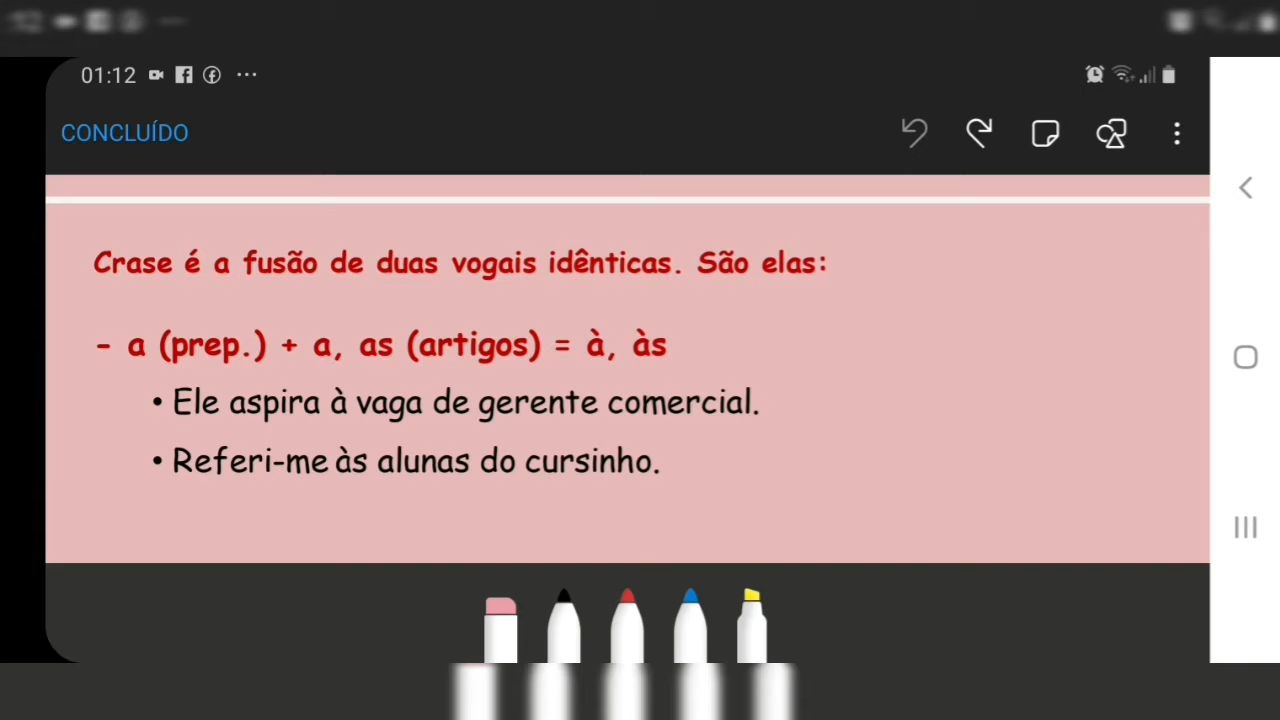 01:12
CONCLUÍDO
Crase é a fusão de duas vogais idênticas. São elas:
- a (prep.) + a, as (artigos) = à, às
• Ele aspira à vaga de gerente comercial.
• Referi-me às alunas do cursinho.